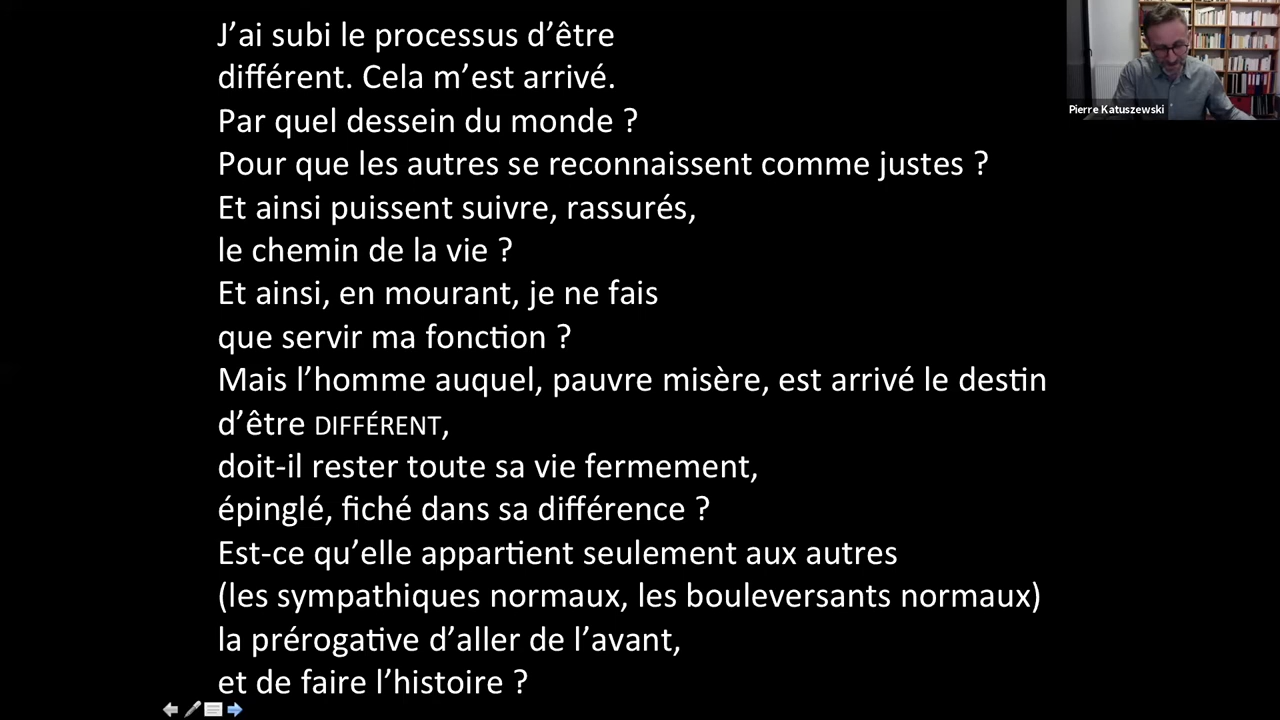 J’ai subi le processus d’être
différent. Cela m’est arrivé.
Par quel dessein du monde ?
Pour que les autres se reconnaissent comme justes ?
Et ainsi puissent suivre, rassurés,
le chemin de la vie ?
Et ainsi, en mourant, je ne fais
que servir ma fonction ?
Mais l’homme auquel, pauvre misère, est arrivé le destin
d’être DIFFÉRENT,
doit-il rester toute sa vie fermement,
épinglé, fiché dans sa différence ?
Est-ce qu’elle appartient seulement aux autres
(les sympathiques normaux, les bouleversants normaux)
la prérogative d’aller de l’avant,
et de faire l’histoire ?
Pierre Katuszewski